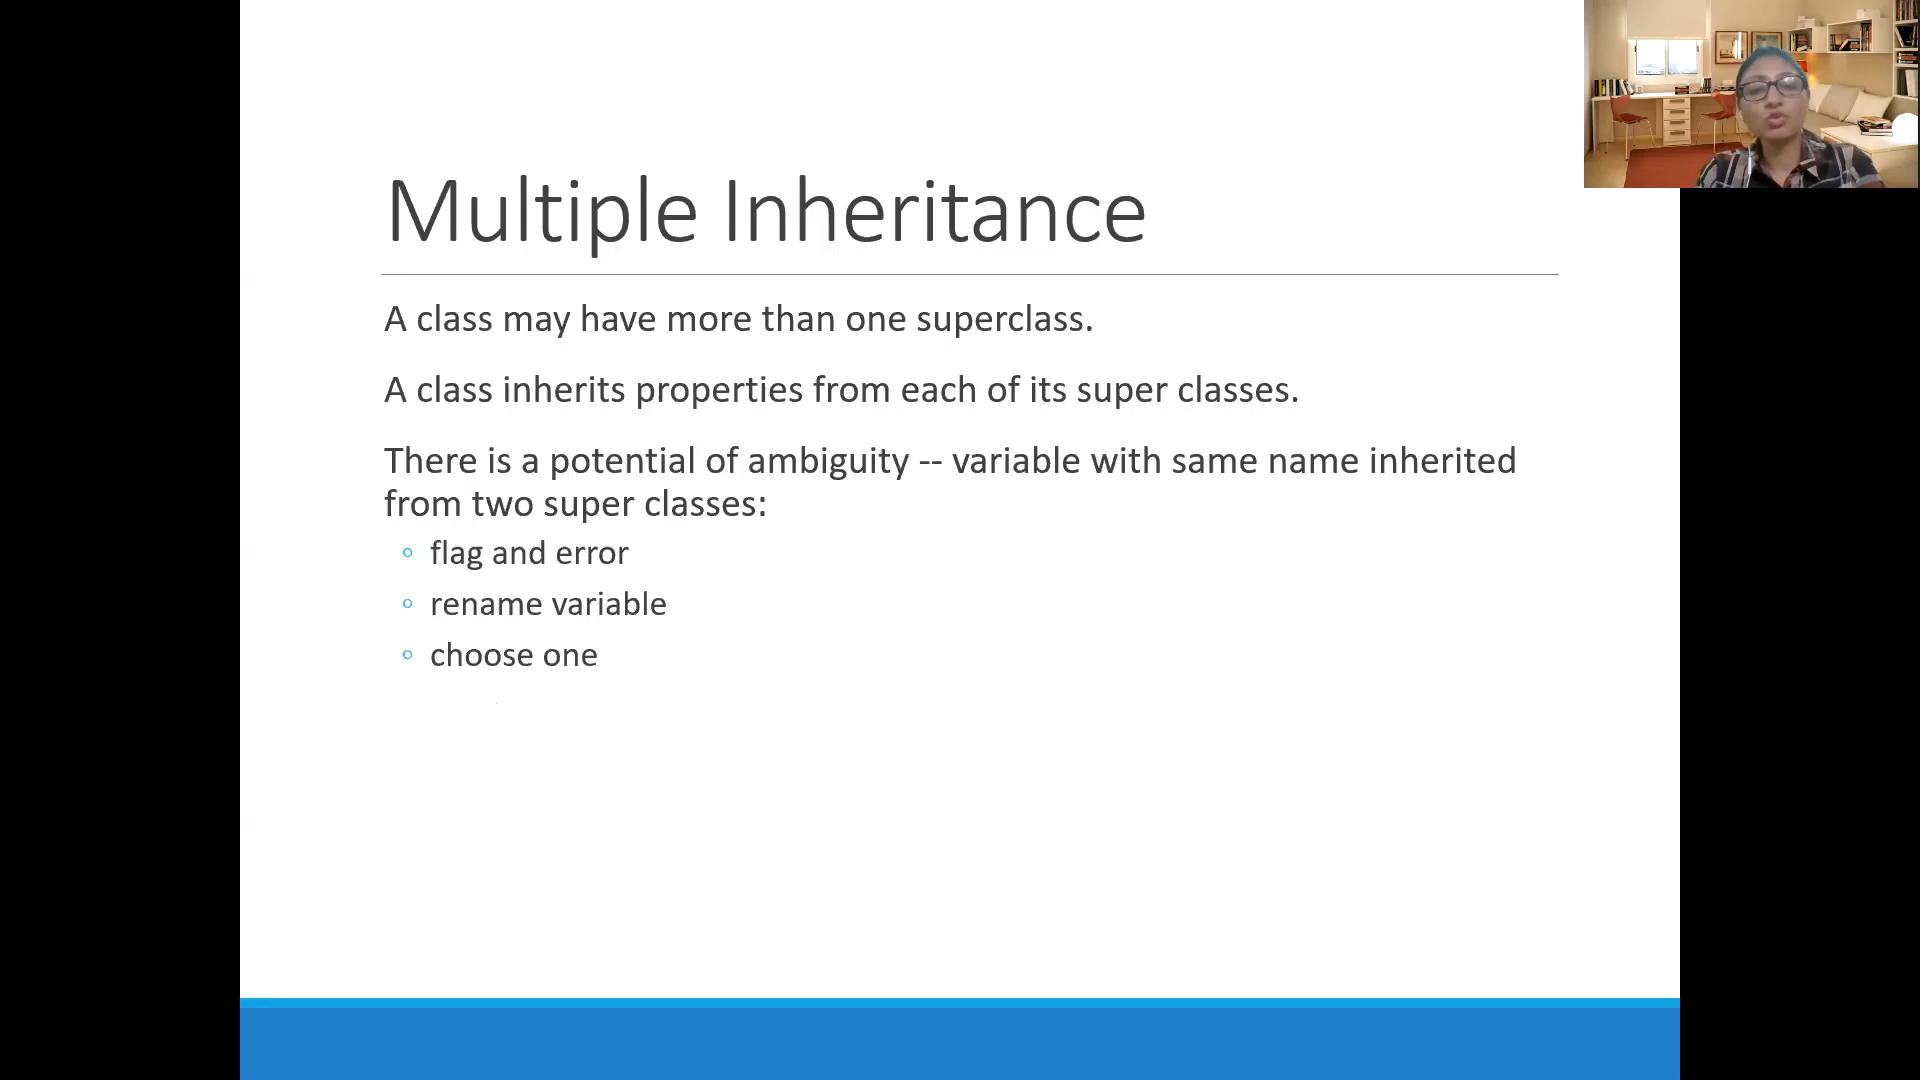 Multiple Inheritance
A class may have more than one superclass.
A class inherits properties from each of its super classes.
There is a potential of ambiguity -- variable with same name inherited
from two super classes:
◦ flag and error
◦ rename variable
◦ choose one